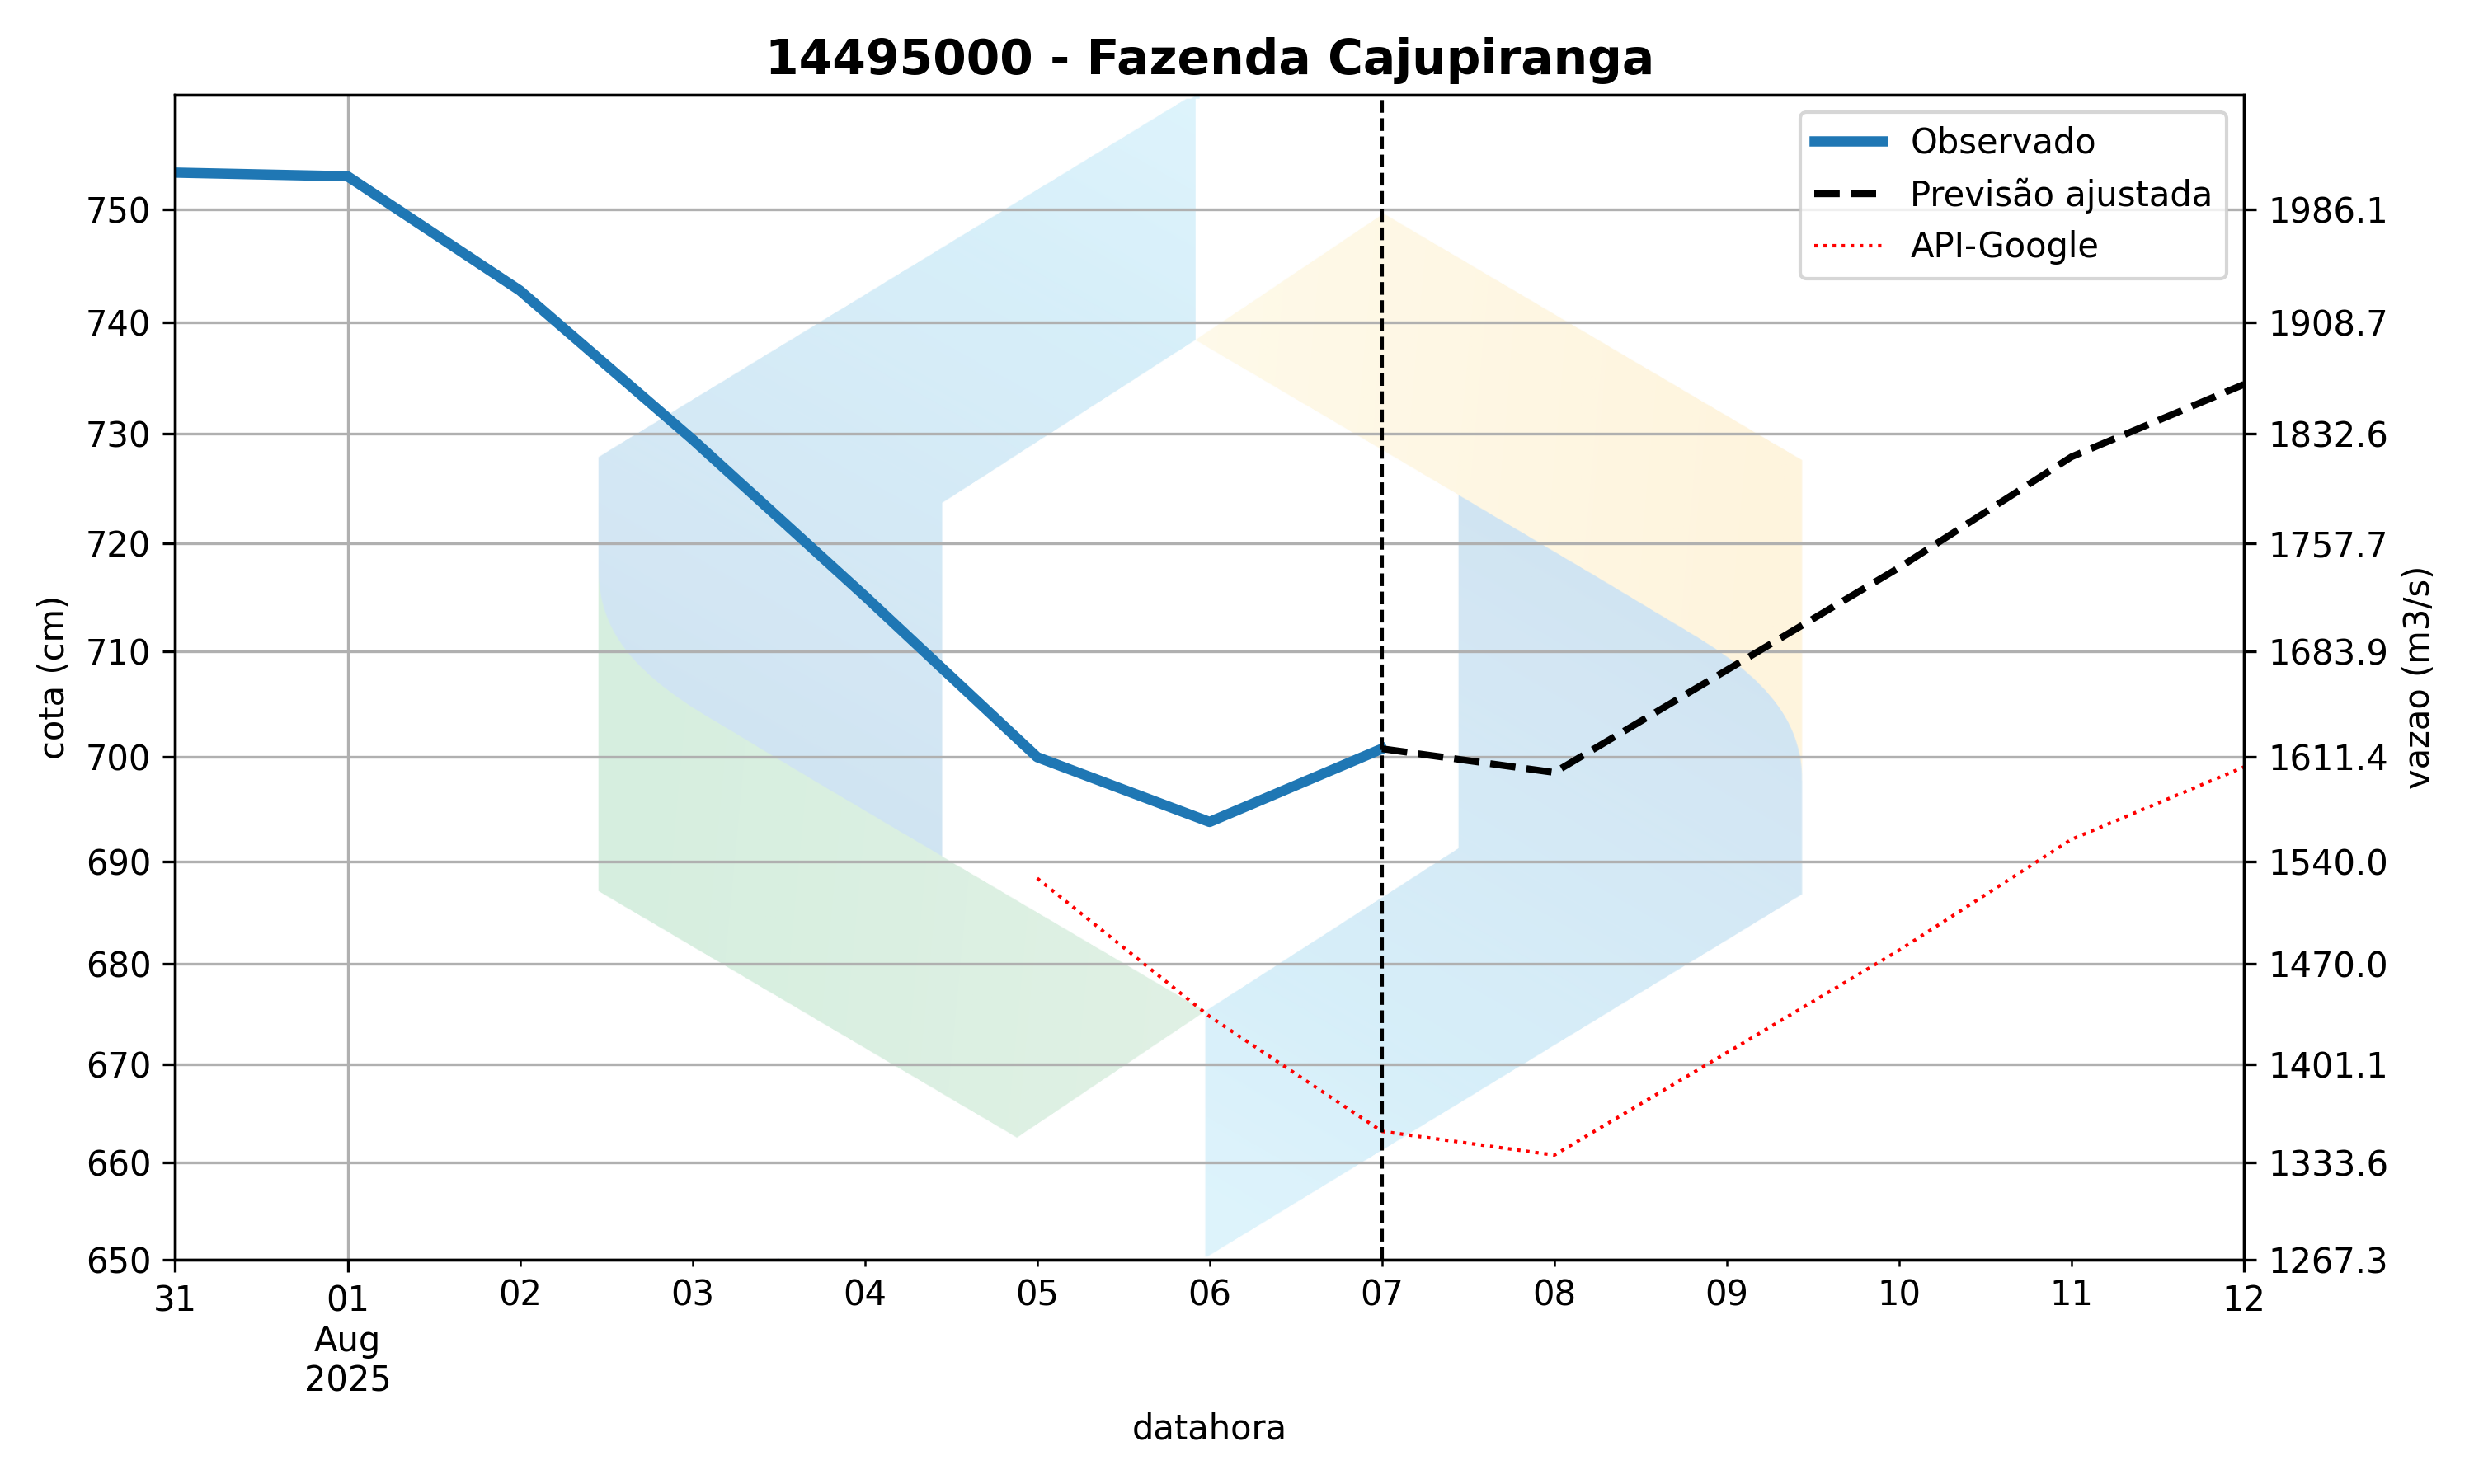 14495000 - Fazenda Cajupiranga
Observado
Previsão ajustada
API-Google
cota (cm)
750
740
730
720
710
700
690
680
670
660
650
1986.1
1908.7
1832.6
1757.7
1683.9
1611.4
1540.0
1470.0
1401.1
1333.6
1267.3
vazao (m3/s)
31 01 02 03 04 05 06 07 08 09 10 11 12
Aug
2025
datahora